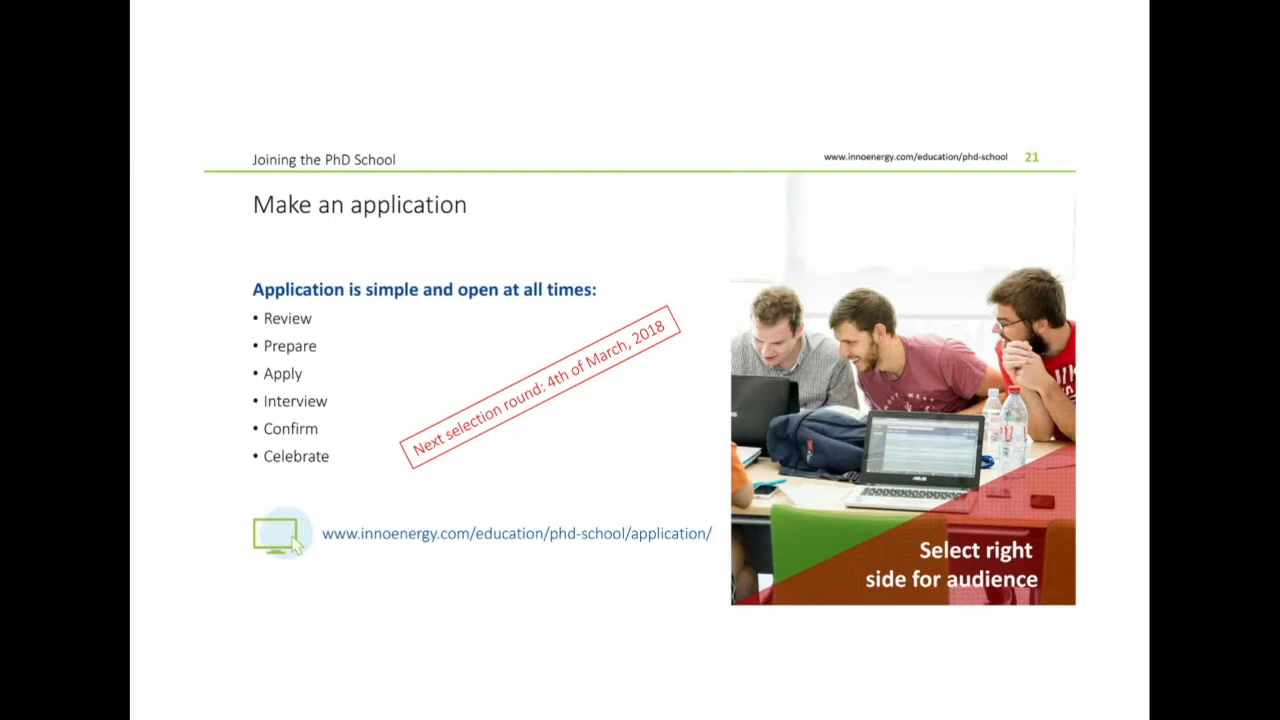 Joining the PhD School
www.innoenergy.com/education/phd-school 21
Make an application
Application is simple and open at all times:
• Review
• Prepare
• Apply
• Interview
• Confirm
• Celebrate
Next selection round: 4th of March, 2018
www.innoenergy.com/education/phd-school/application/
ASUS
Select right
side for audience